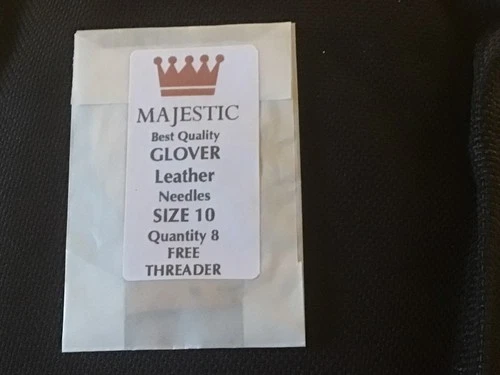 MAJESTIC
Best Quality
GLOVER
Leather
Needles
SIZE 10
Quantity 8
FREE
THREADER